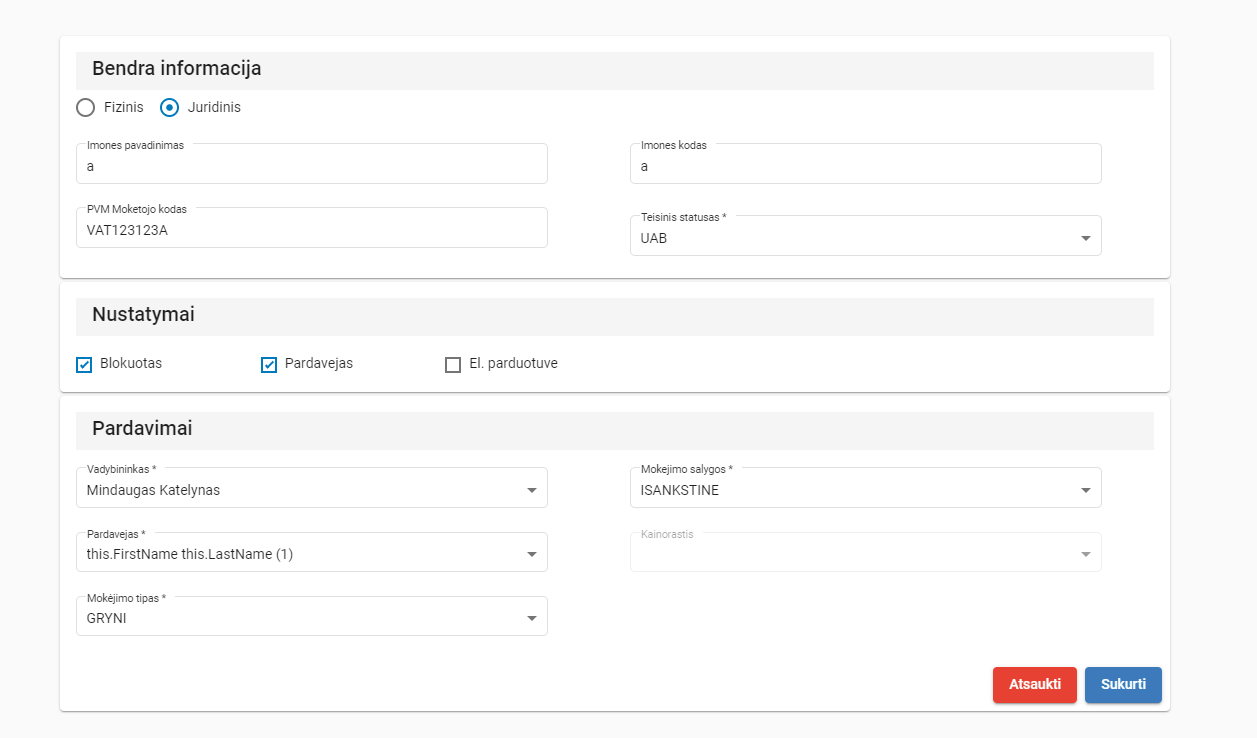 Bendra informacija
Fizinis Juridinis
Imones pavadinimas
a
Imones kodas
a
PVM Moketojo kodas
VAT123123A
Teisinis statusas *
UAB
Nustatymai
Blokuotas Pardavejas El. parduotuve
Pardavimai
Vadybininkas *
Mindaugas Katelynas
Mokejimo salygos *
ISANKSTINE
Pardavejas *
this.FirstName this.LastName (1)
Kainorastis
Mokėjimo tipas *
GRYNI
Atsaukti Sukurti